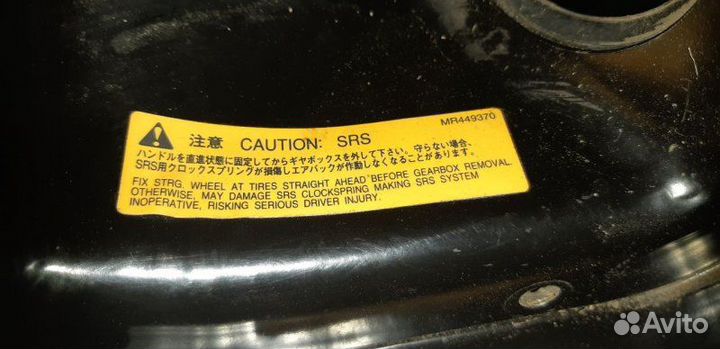 MR449370
注意 CAUTION: SRS
ハンドルを直進状態に固定してからギヤボックスを外して下さい。守らない場合、
SRS用クロックスプリングが損傷しエアバックが作動しなくなることがあります。
FIX STRG. WHEEL AT TIRES STRAIGHT AHEAD BEFORE GEARBOX REMOVAL
OTHERWISE, MAY DAMAGE SRS CLOCKSPRING MAKING SRS SYSTEM
INOPERATIVE, RISKING SERIOUS DRIVER INJURY.
Avito